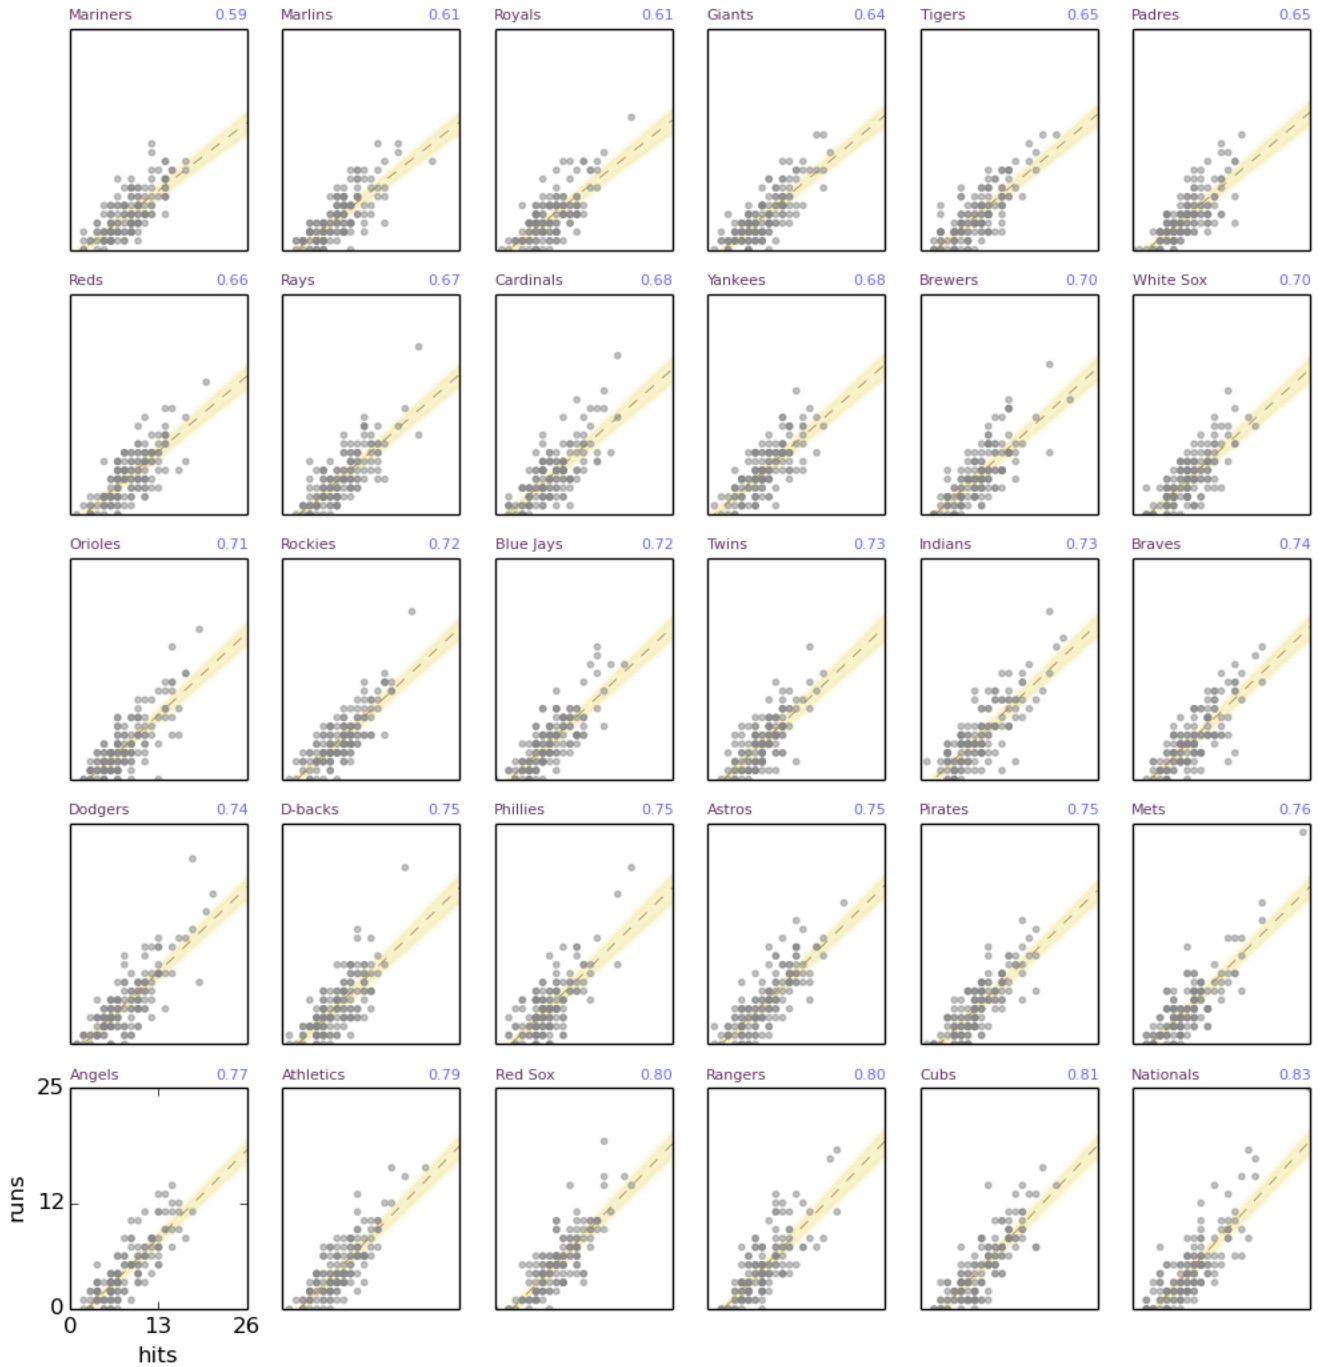 Mariners 0.59 Marlins 0.61 Royals 0.61 Giants 0.64 Tigers 0.65 Padres 0.65
Reds 0.66 Rays 0.67 Cardinals 0.68 Yankees 0.68 Brewers 0.70 White Sox 0.70
Orioles 0.71 Rockies 0.72 Blue Jays 0.72 Twins 0.73 Indians 0.73 Braves 0.74
Dodgers 0.74 D-backs 0.75 Phillies 0.75 Astros 0.75 Pirates 0.75 Mets 0.76
Angels 0.77 Athletics 0.79 Red Sox 0.80 Rangers 0.80 Cubs 0.81 Nationals 0.83
25
12
runs
0
0 13 26
hits